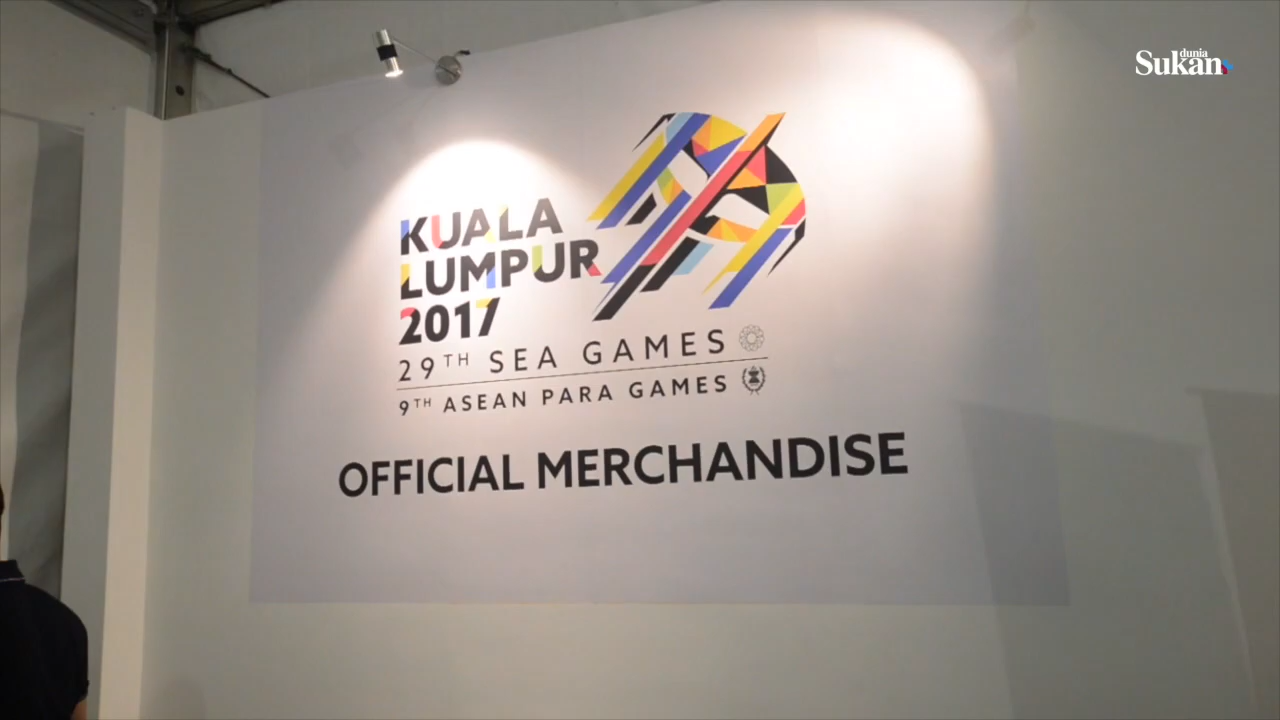 dunia
Sukan
KUALA
LUMPUR
2017
29TH SEA GAMES
9TH ASEAN PARA GAMES
OFFICIAL MERCHANDISE